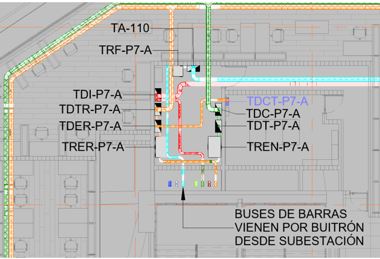 TA-110
TRF-P7-A
TDI-P7-A
TDCT-P7-A
TDTR-P7-A
TDC-P7-A
TDER-P7-A
TDT-P7-A
TRER-P7-A
TREN-P7-A
BUSES DE BARRAS
VIENEN POR BUITRÓN
DESDE SUBESTACIÓN